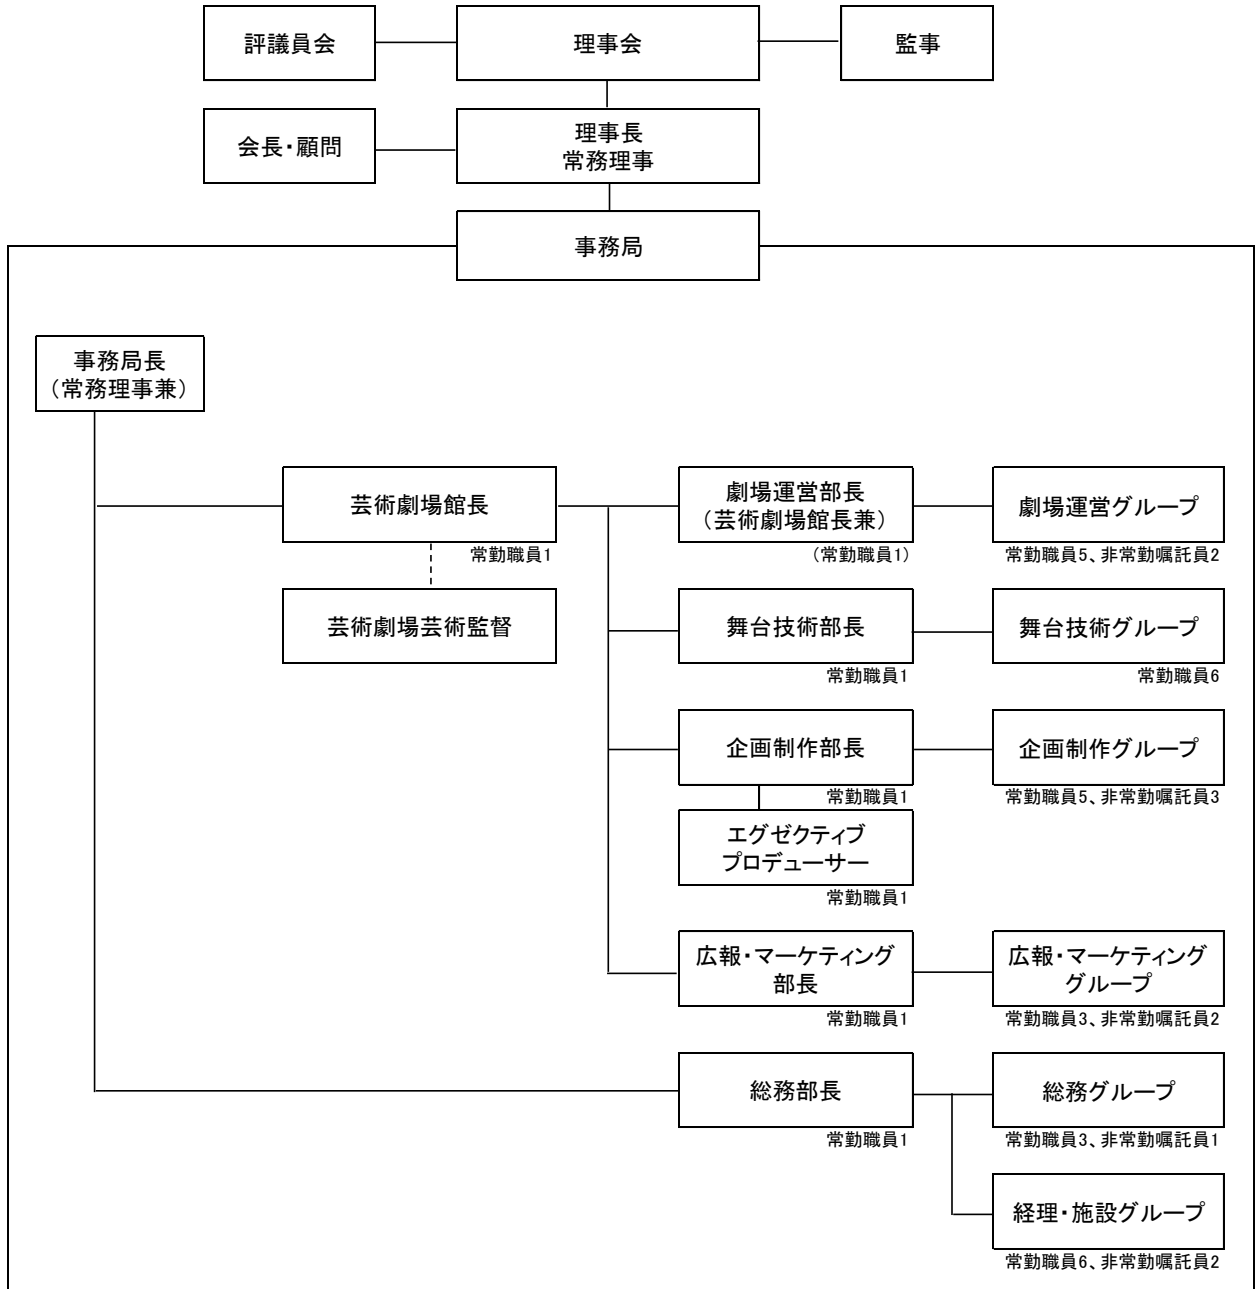 評議員会
理事会
監事
会長・顧問
理事長
常務理事
事務局
事務局長
（常務理事兼）
芸術劇場館長
常勤職員1
芸術劇場芸術監督
劇場運営部長
（芸術劇場館長兼）
（常勤職員1）
劇場運営グループ
常勤職員5、非常勤嘱託員2
舞台技術部長
常勤職員1
舞台技術グループ
常勤職員6
企画制作部長
常勤職員1
企画制作グループ
常勤職員5、非常勤嘱託員3
エグゼクティブ
プロデューサー
常勤職員1
広報・マーケティング
部長
常勤職員1
広報・マーケティング
グループ
常勤職員3、非常勤嘱託員2
総務部長
常勤職員1
総務グループ
常勤職員3、非常勤嘱託員1
経理・施設グループ
常勤職員6、非常勤嘱託員2